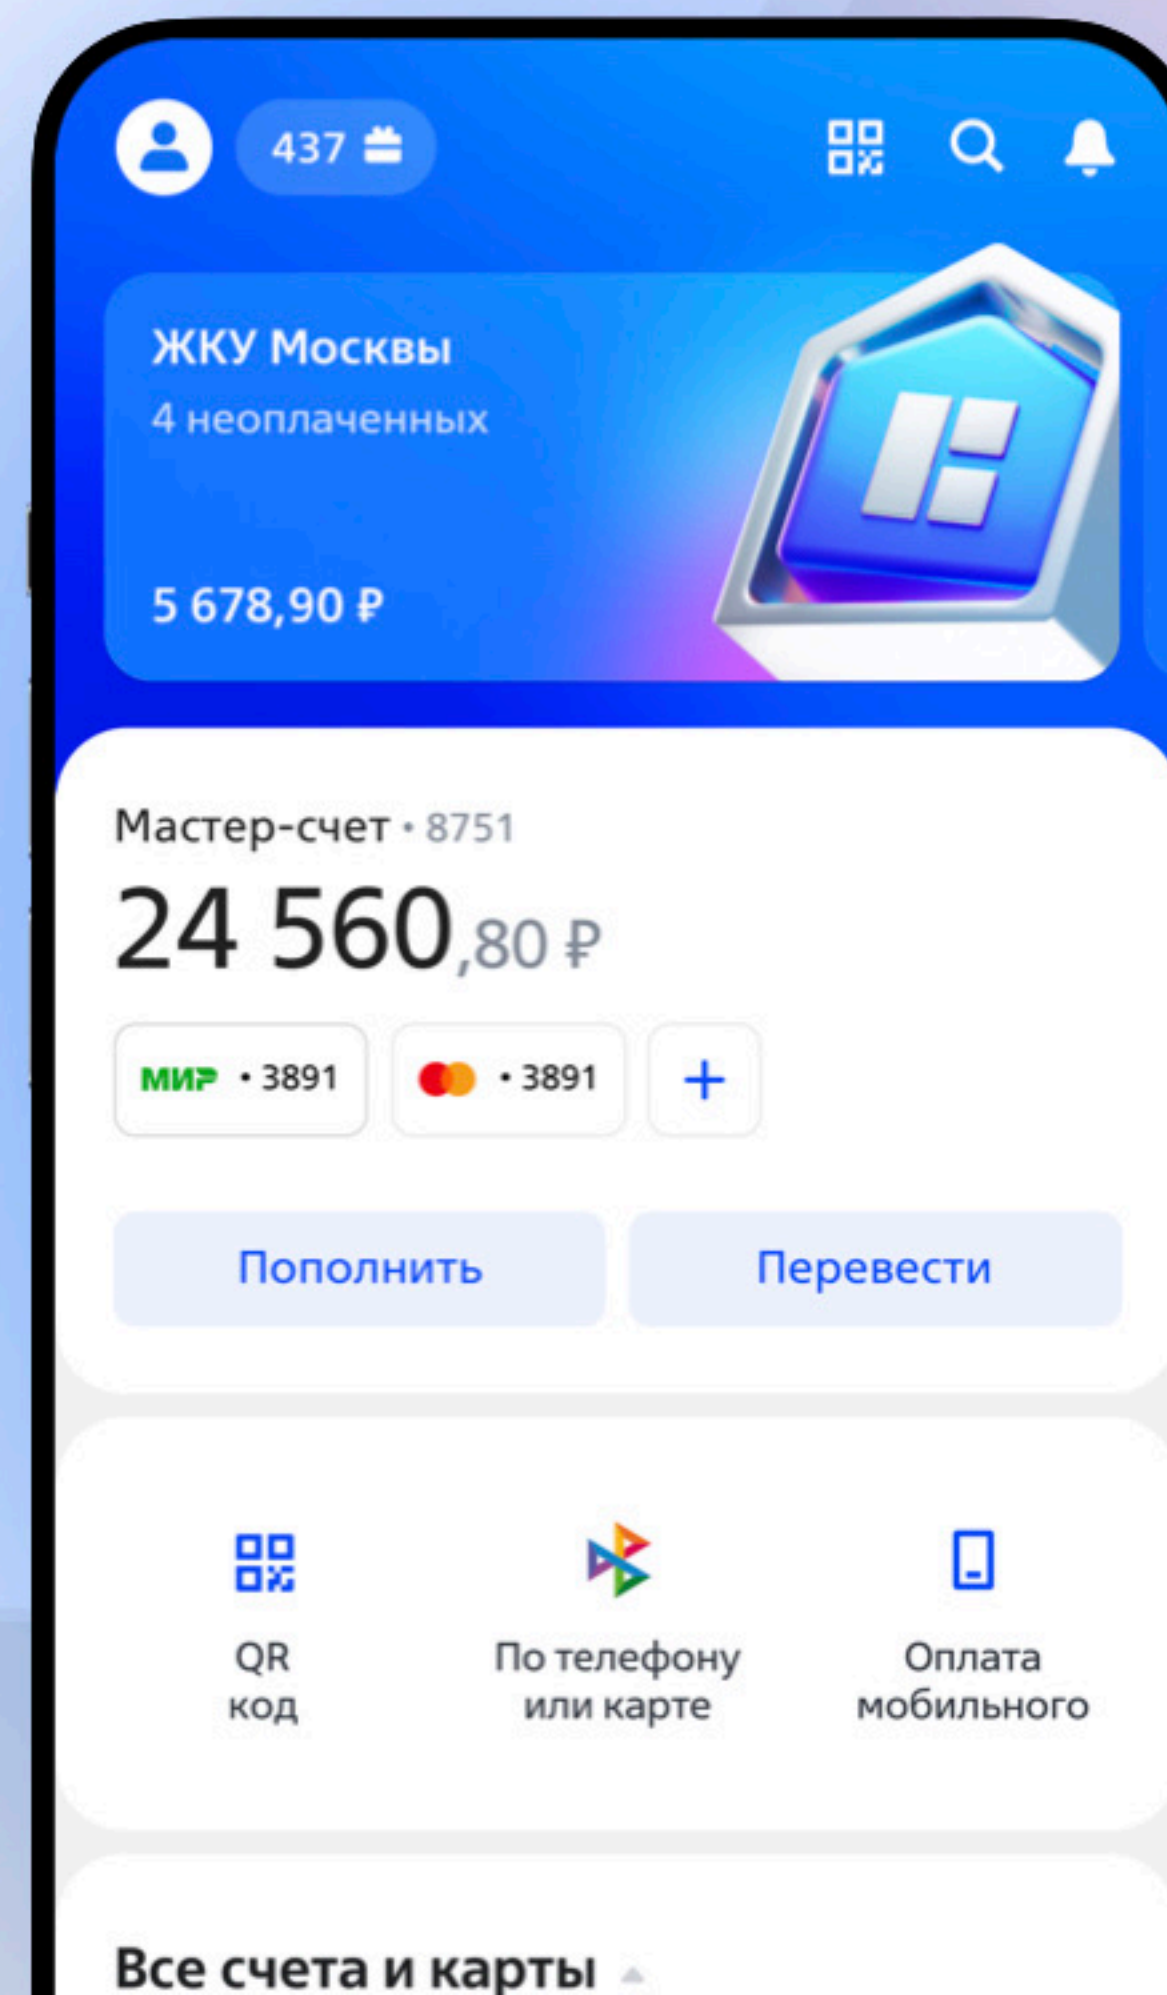 437
ЖКУ Москвы
4 неоплаченных
5 678,90 ₽
Мастер-счет • 8751
24 560,80 ₽
МИР • 3891
• 3891
+
Пополнить
Перевести
QR
код
По телефону
или карте
Оплата
мобильного
Все счета и карты